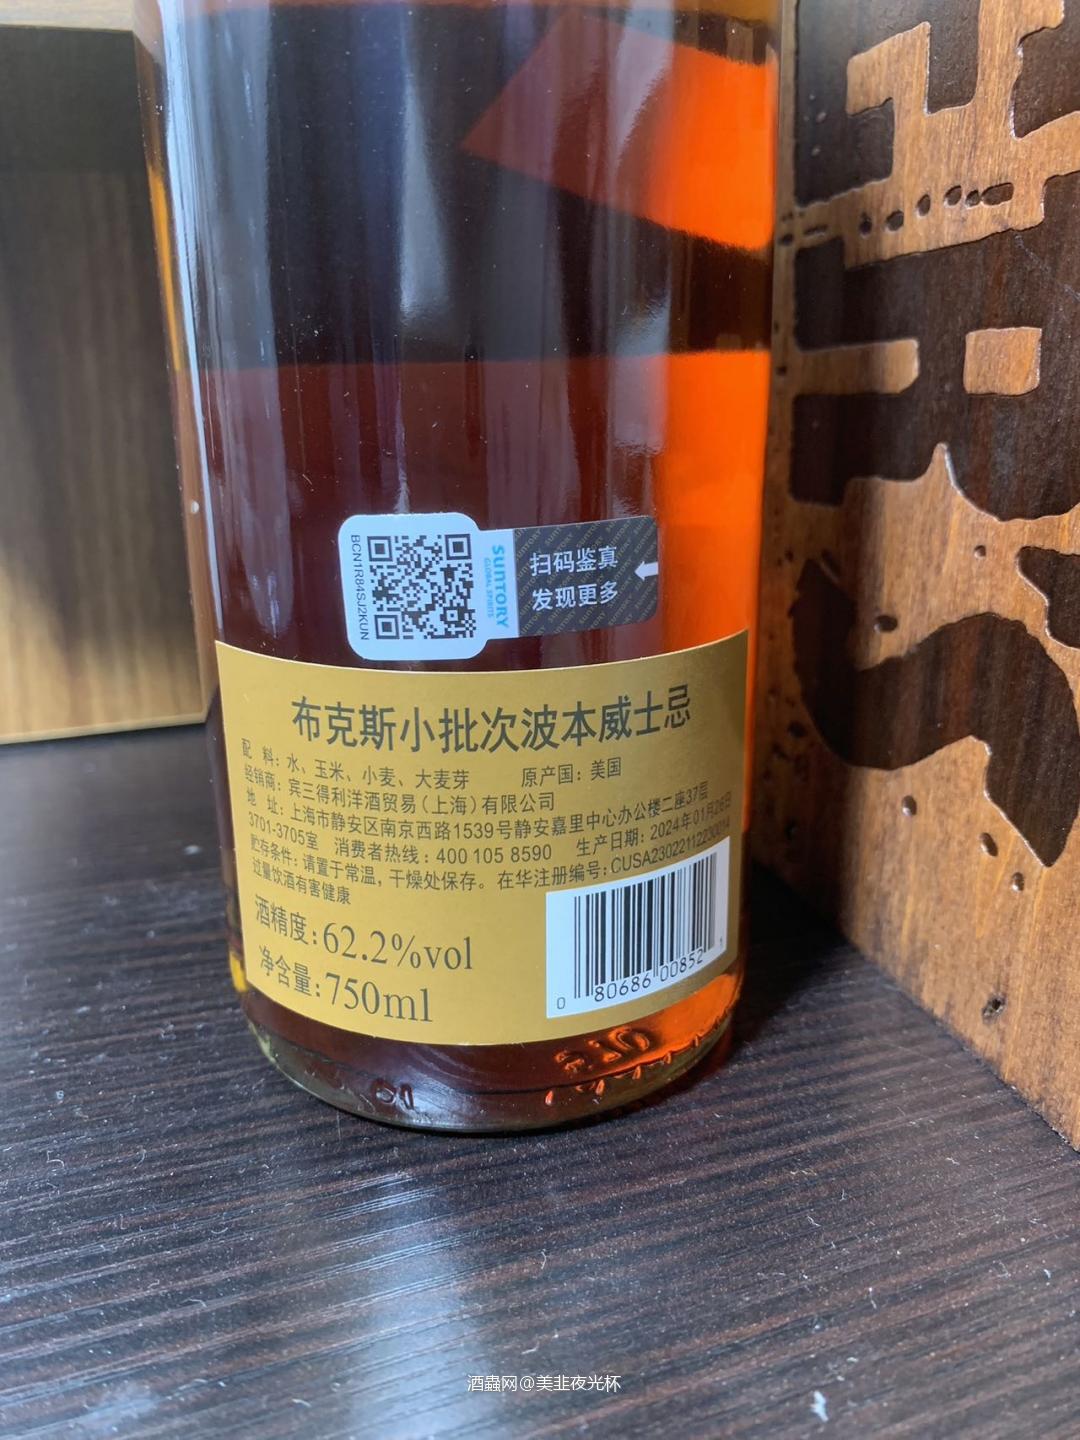 BCN1R84SJ2KUN
SUNTORY
GLOBAL SPIRITS
扫码鉴真
发现更多
布克斯小批次波本威士忌
配 料：水、玉米、小麦、大麦芽 原产国：美国
经销商：宾三得利洋酒贸易（上海）有限公司
地 址：上海市静安区南京西路1539号静安嘉里中心办公楼二座37层
3701-3705室 消费者热线：400 105 8590 生产日期：2024年01月26日
贮存条件：请置于常温，干燥处保存。在华注册编号：CUSA23022112230014
过量饮酒有害健康
酒精度：62.2%vol
净含量：750ml
0 80686 00852 1
酒蟲网@美韭夜光杯